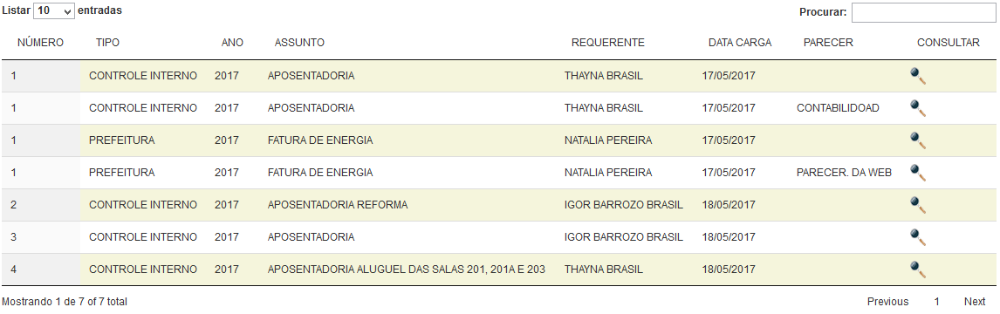 Listar 10 entradas Procurar:
NÚMERO TIPO ANO ASSUNTO REQUERENTE DATA CARGA PARECER CONSULTAR
1 CONTROLE INTERNO 2017 APOSENTADORIA THAYNA BRASIL 17/05/2017
1 CONTROLE INTERNO 2017 APOSENTADORIA THAYNA BRASIL 17/05/2017 CONTABILIDOAD
1 PREFEITURA 2017 FATURA DE ENERGIA NATALIA PEREIRA 17/05/2017
1 PREFEITURA 2017 FATURA DE ENERGIA NATALIA PEREIRA 17/05/2017 PARECER. DA WEB
2 CONTROLE INTERNO 2017 APOSENTADORIA REFORMA IGOR BARROZO BRASIL 18/05/2017
3 CONTROLE INTERNO 2017 APOSENTADORIA IGOR BARROZO BRASIL 18/05/2017
4 CONTROLE INTERNO 2017 APOSENTADORIA ALUGUEL DAS SALAS 201, 201A E 203 THAYNA BRASIL 18/05/2017
Mostrando 1 de 7 of 7 total Previous 1 Next